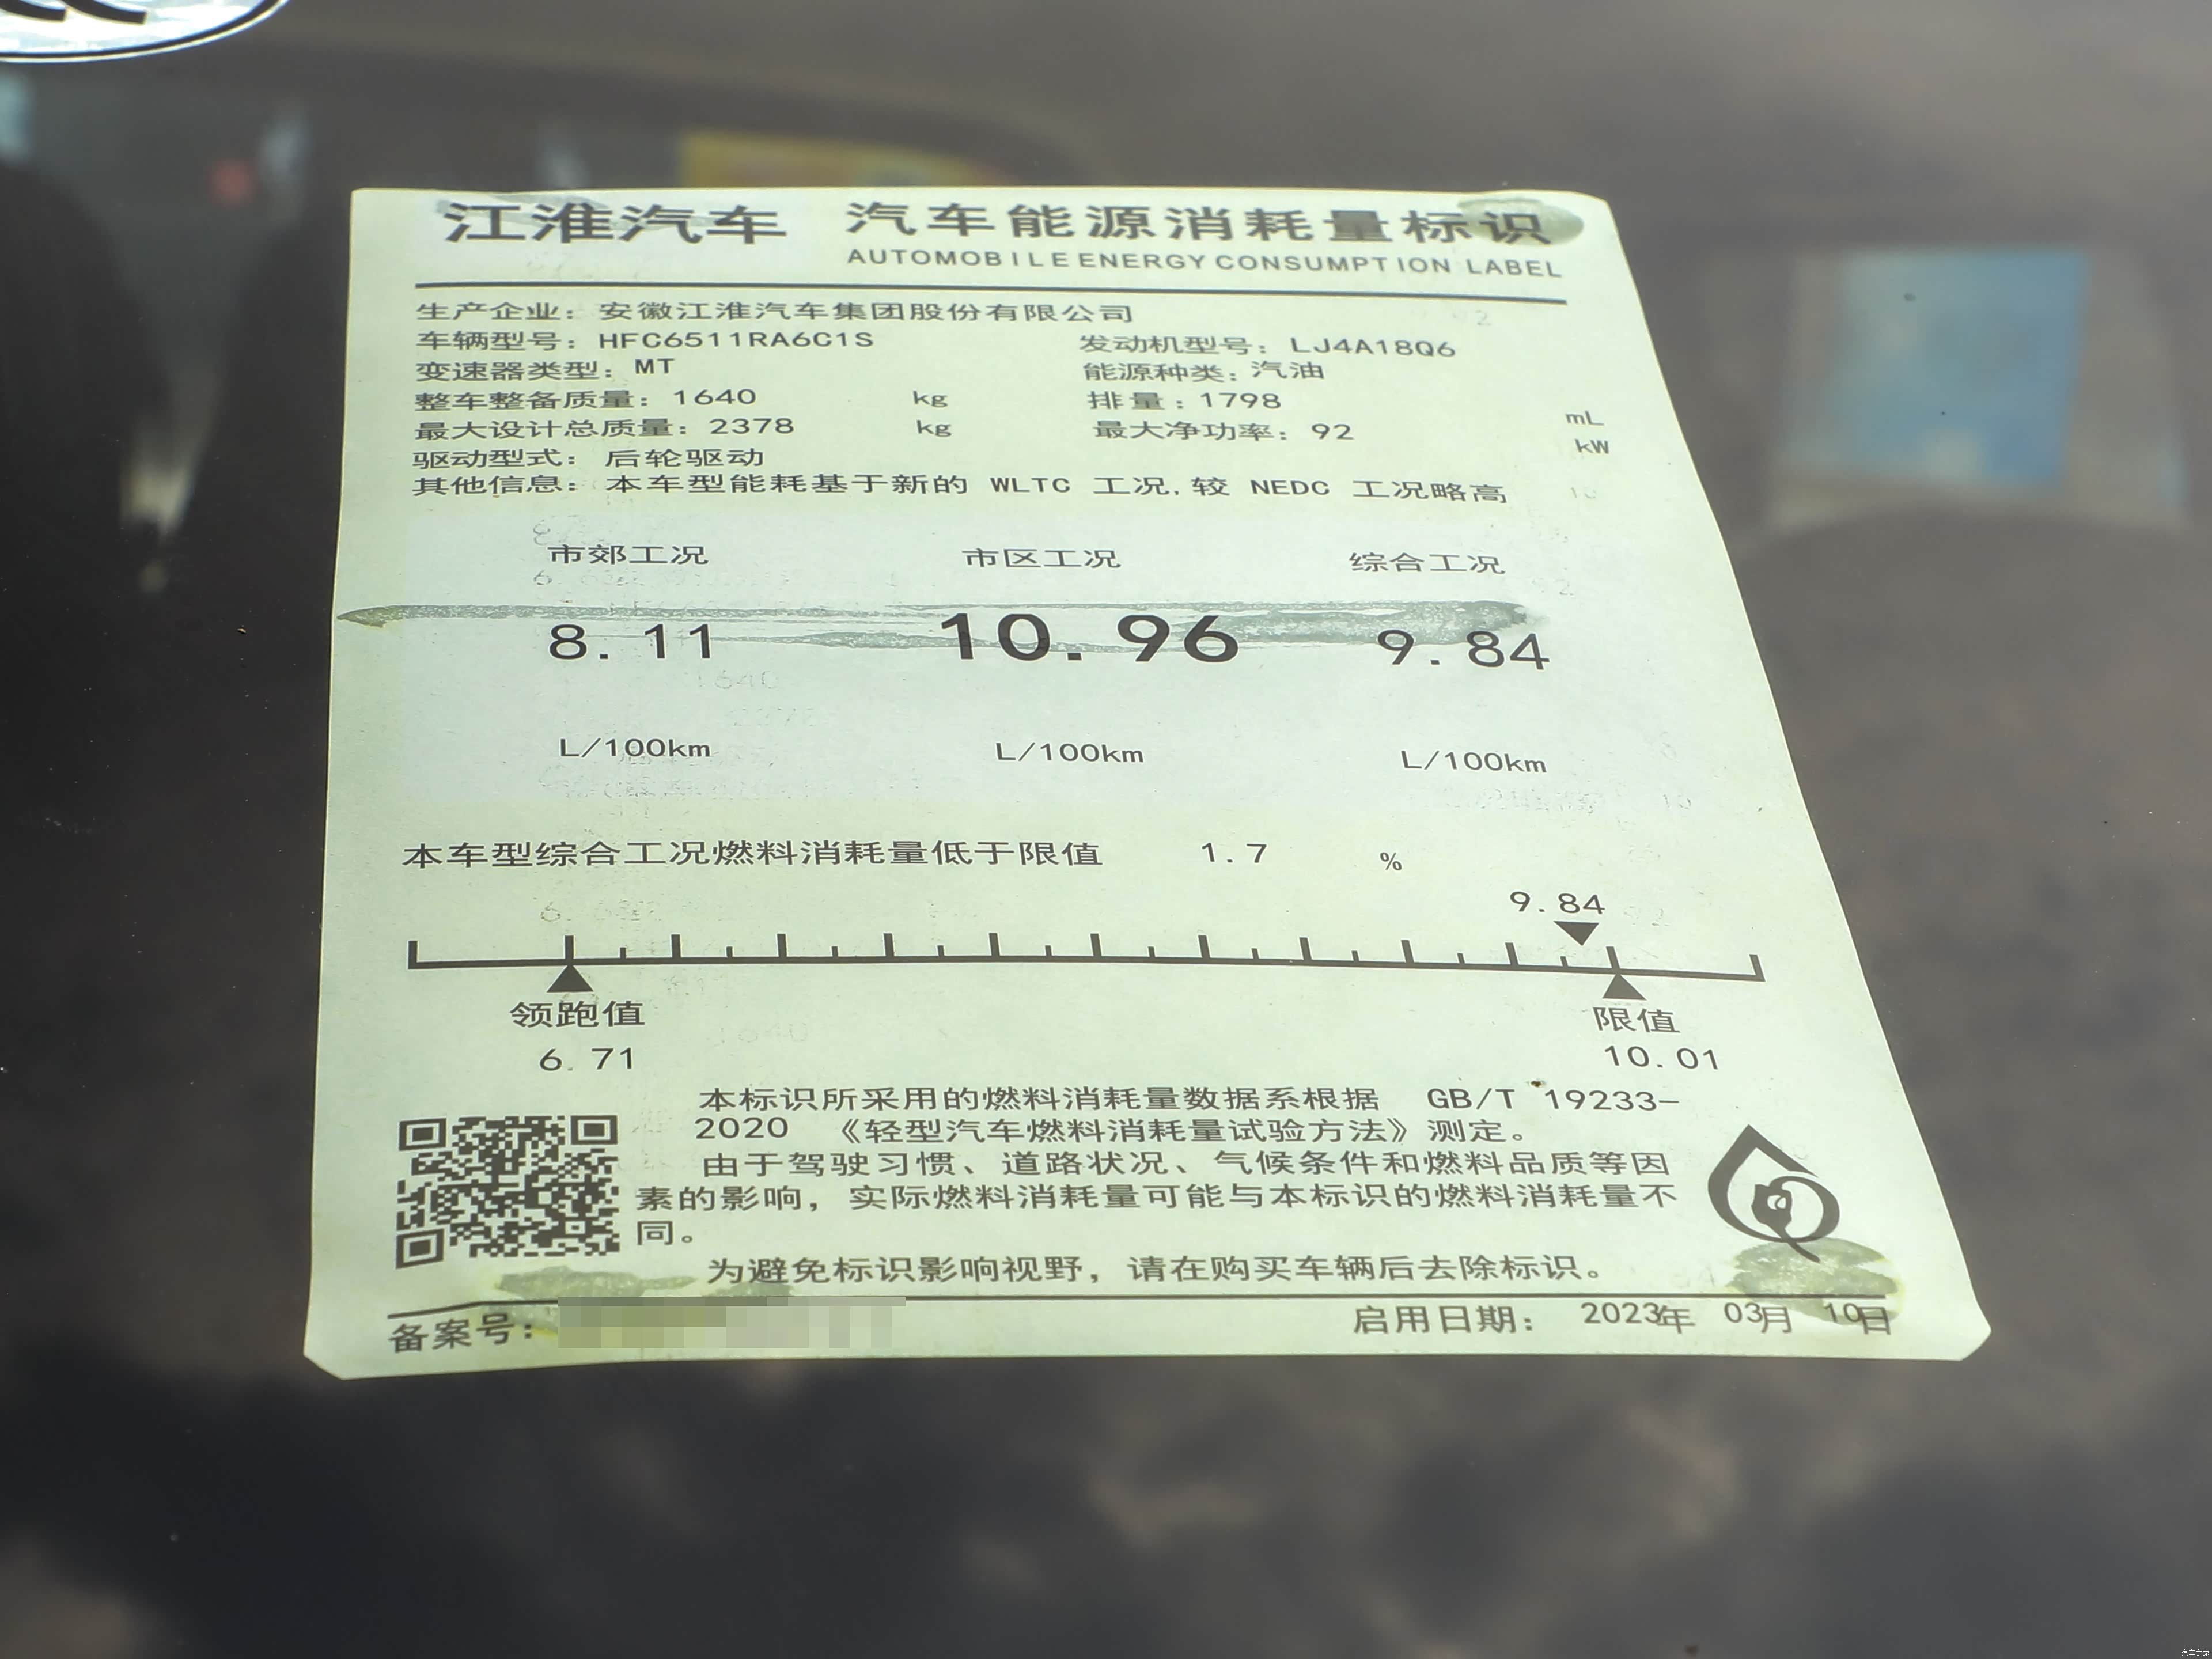 江淮汽车 汽车能源消耗量标识
AUTOMOBILE ENERGY CONSUMPTION LABEL
生产企业：安徽江淮汽车集团股份有限公司
车辆型号：HFC6511RA6C1S 发动机型号：LJ4A18Q6
变速器类型：MT 能源种类：汽油
整车整备质量：1640 kg 排量：1798 mL
最大设计总质量：2378 kg 最大净功率：92 kW
驱动型式：后轮驱动
其他信息：本车型能耗基于新的 WLTC 工况,较 NEDC 工况略高
市郊工况 市区工况 综合工况
8.11 10.96 9.84
L/100km L/100km L/100km
本车型综合工况燃料消耗量低于限值 1.7 %
9.84
领跑值 限值
6.71 10.01
本标识所采用的燃料消耗量数据系根据 GB/T 19233-
2020 《轻型汽车燃料消耗量试验方法》测定。
由于驾驶习惯、道路状况、气候条件和燃料品质等因
素的影响，实际燃料消耗量可能与本标识的燃料消耗量不
同。
为避免标识影响视野，请在购买车辆后去除标识。
备案号： 启用日期： 2023年 03月 10日
汽车之家